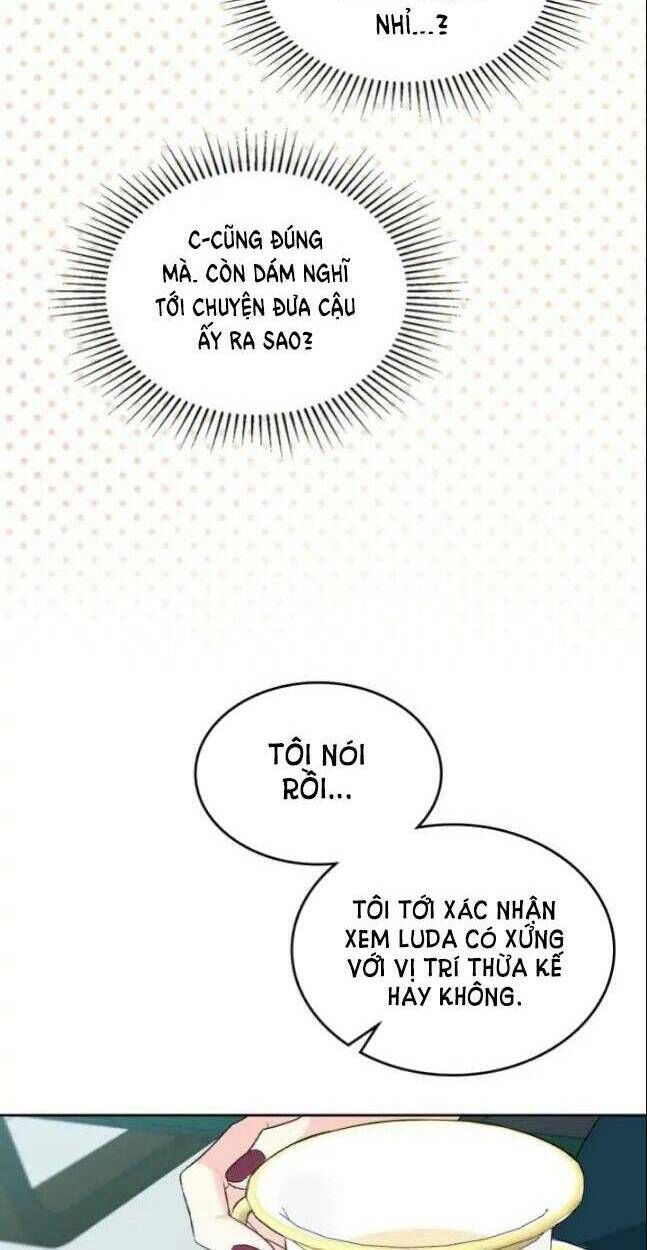 NHỈ...?
C-CŨNG ĐÚNG
MÀ. CÒN DÁM NGHĨ
TỚI CHUYỆN ĐƯA CẬU
ẤY RA SAO?
TÔI NÓI
RỒI...
TÔI TỚI XÁC NHẬN
XEM LUDA CÓ XỨNG
VỚI VỊ TRÍ THỪA KẾ
HAY KHÔNG.